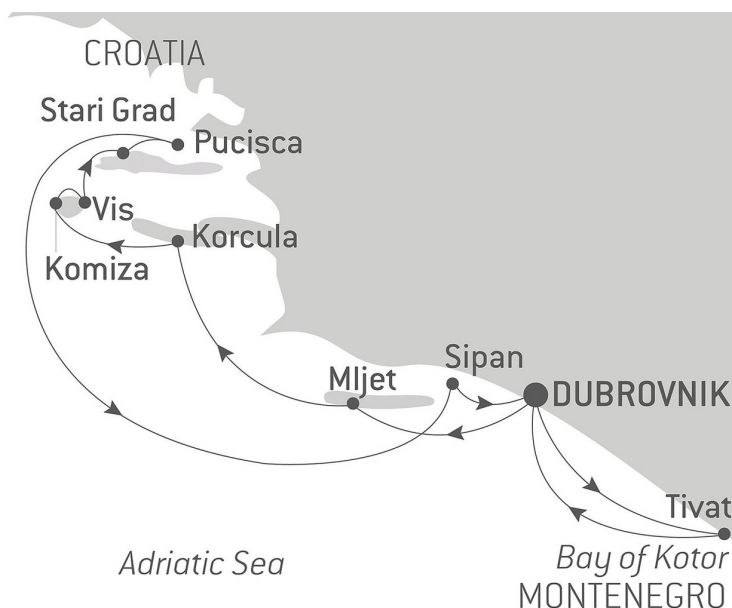 CROATIA
Stari Grad
Pucisca
Vis
Korcula
Komiza
Sipan
Mljet
DUBROVNIK
Tivat
Adriatic Sea
Bay of Kotor
MONTENEGRO